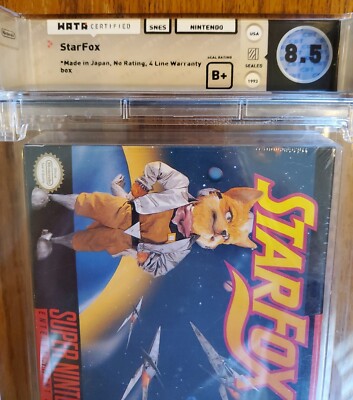 WATA CERTIFIED SNES NINTENDO
StarFox
*Made in Japan, No Rating, 4 Line Warranty
box
SEAL RATING
B+
USA
SEALED
1993
8.5
STARFOX
SUPER NINTE